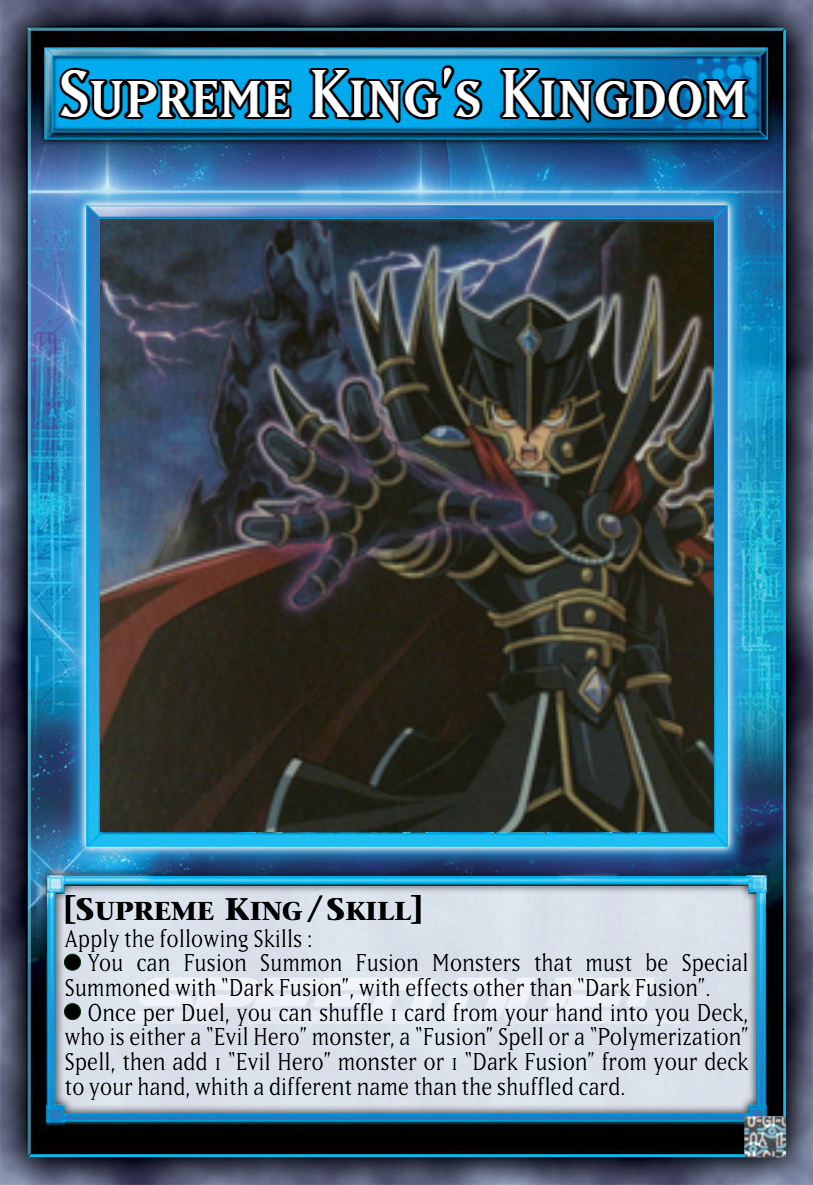 Supreme King's Kingdom
[Supreme King/Skill]
Apply the following Skills :
● You can Fusion Summon Fusion Monsters that must be Special
Summoned with "Dark Fusion", with effects other than "Dark Fusion".
● Once per Duel, you can shuffle 1 card from your hand into you Deck,
who is either a "Evil Hero" monster, a "Fusion" Spell or a "Polymerization"
Spell, then add 1 "Evil Hero" monster or 1 "Dark Fusion" from your deck
to your hand, whith a different name than the shuffled card.